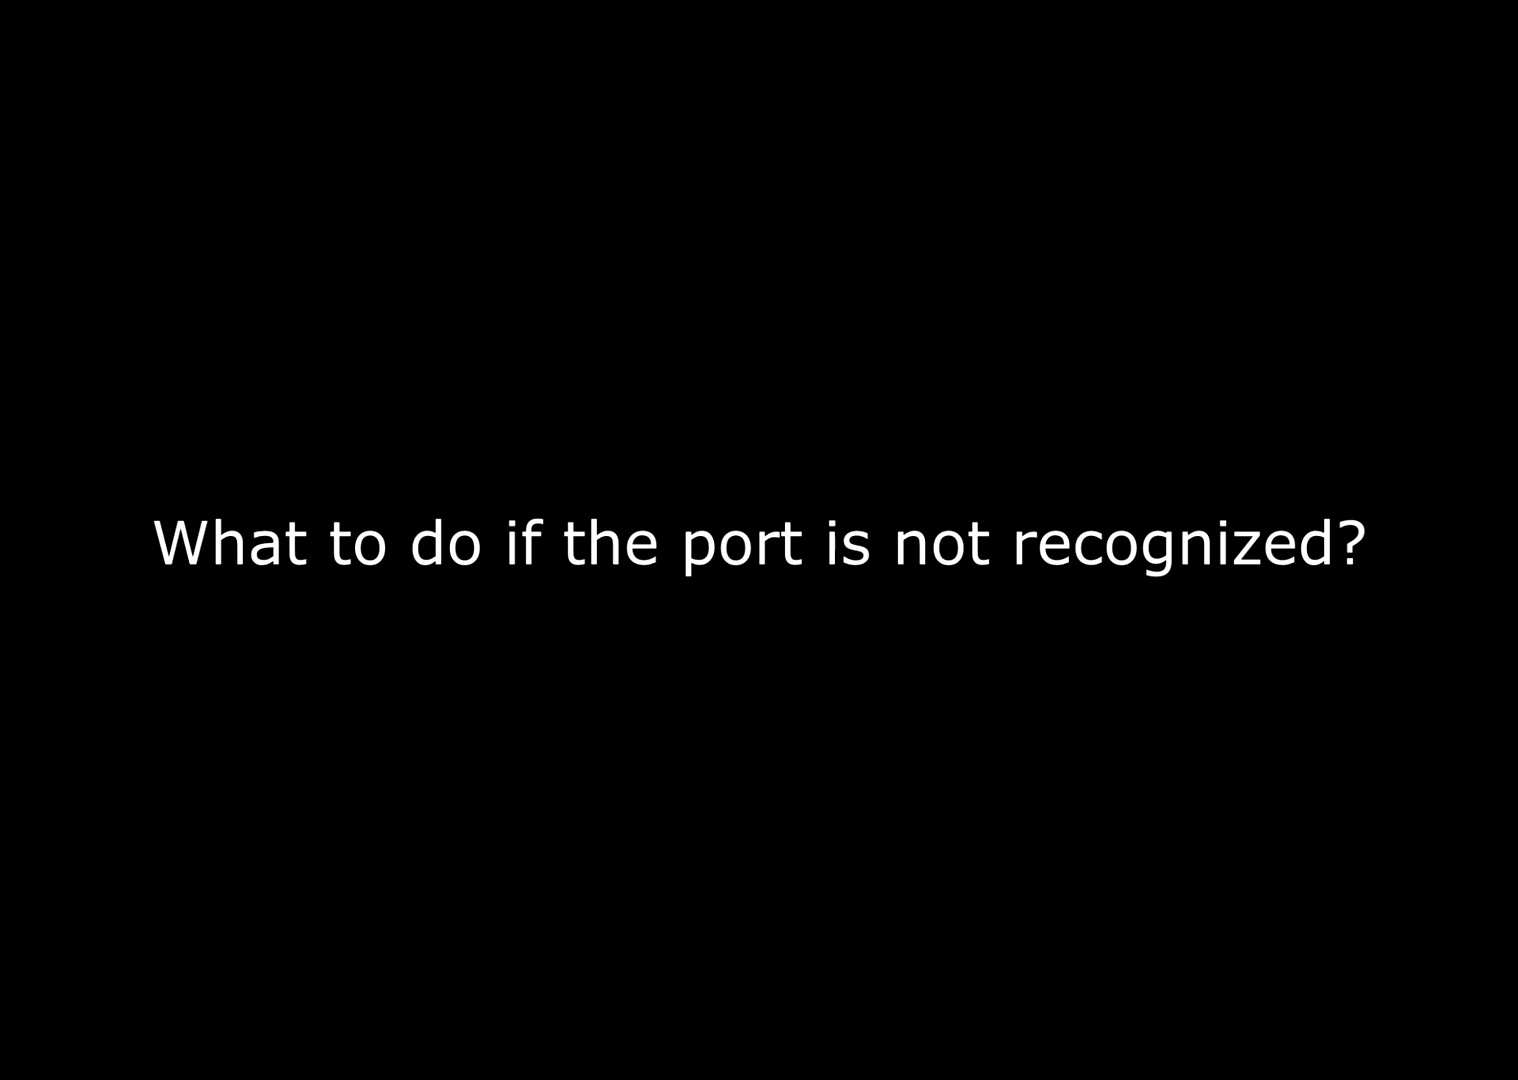 What to do if the port is not recognized?